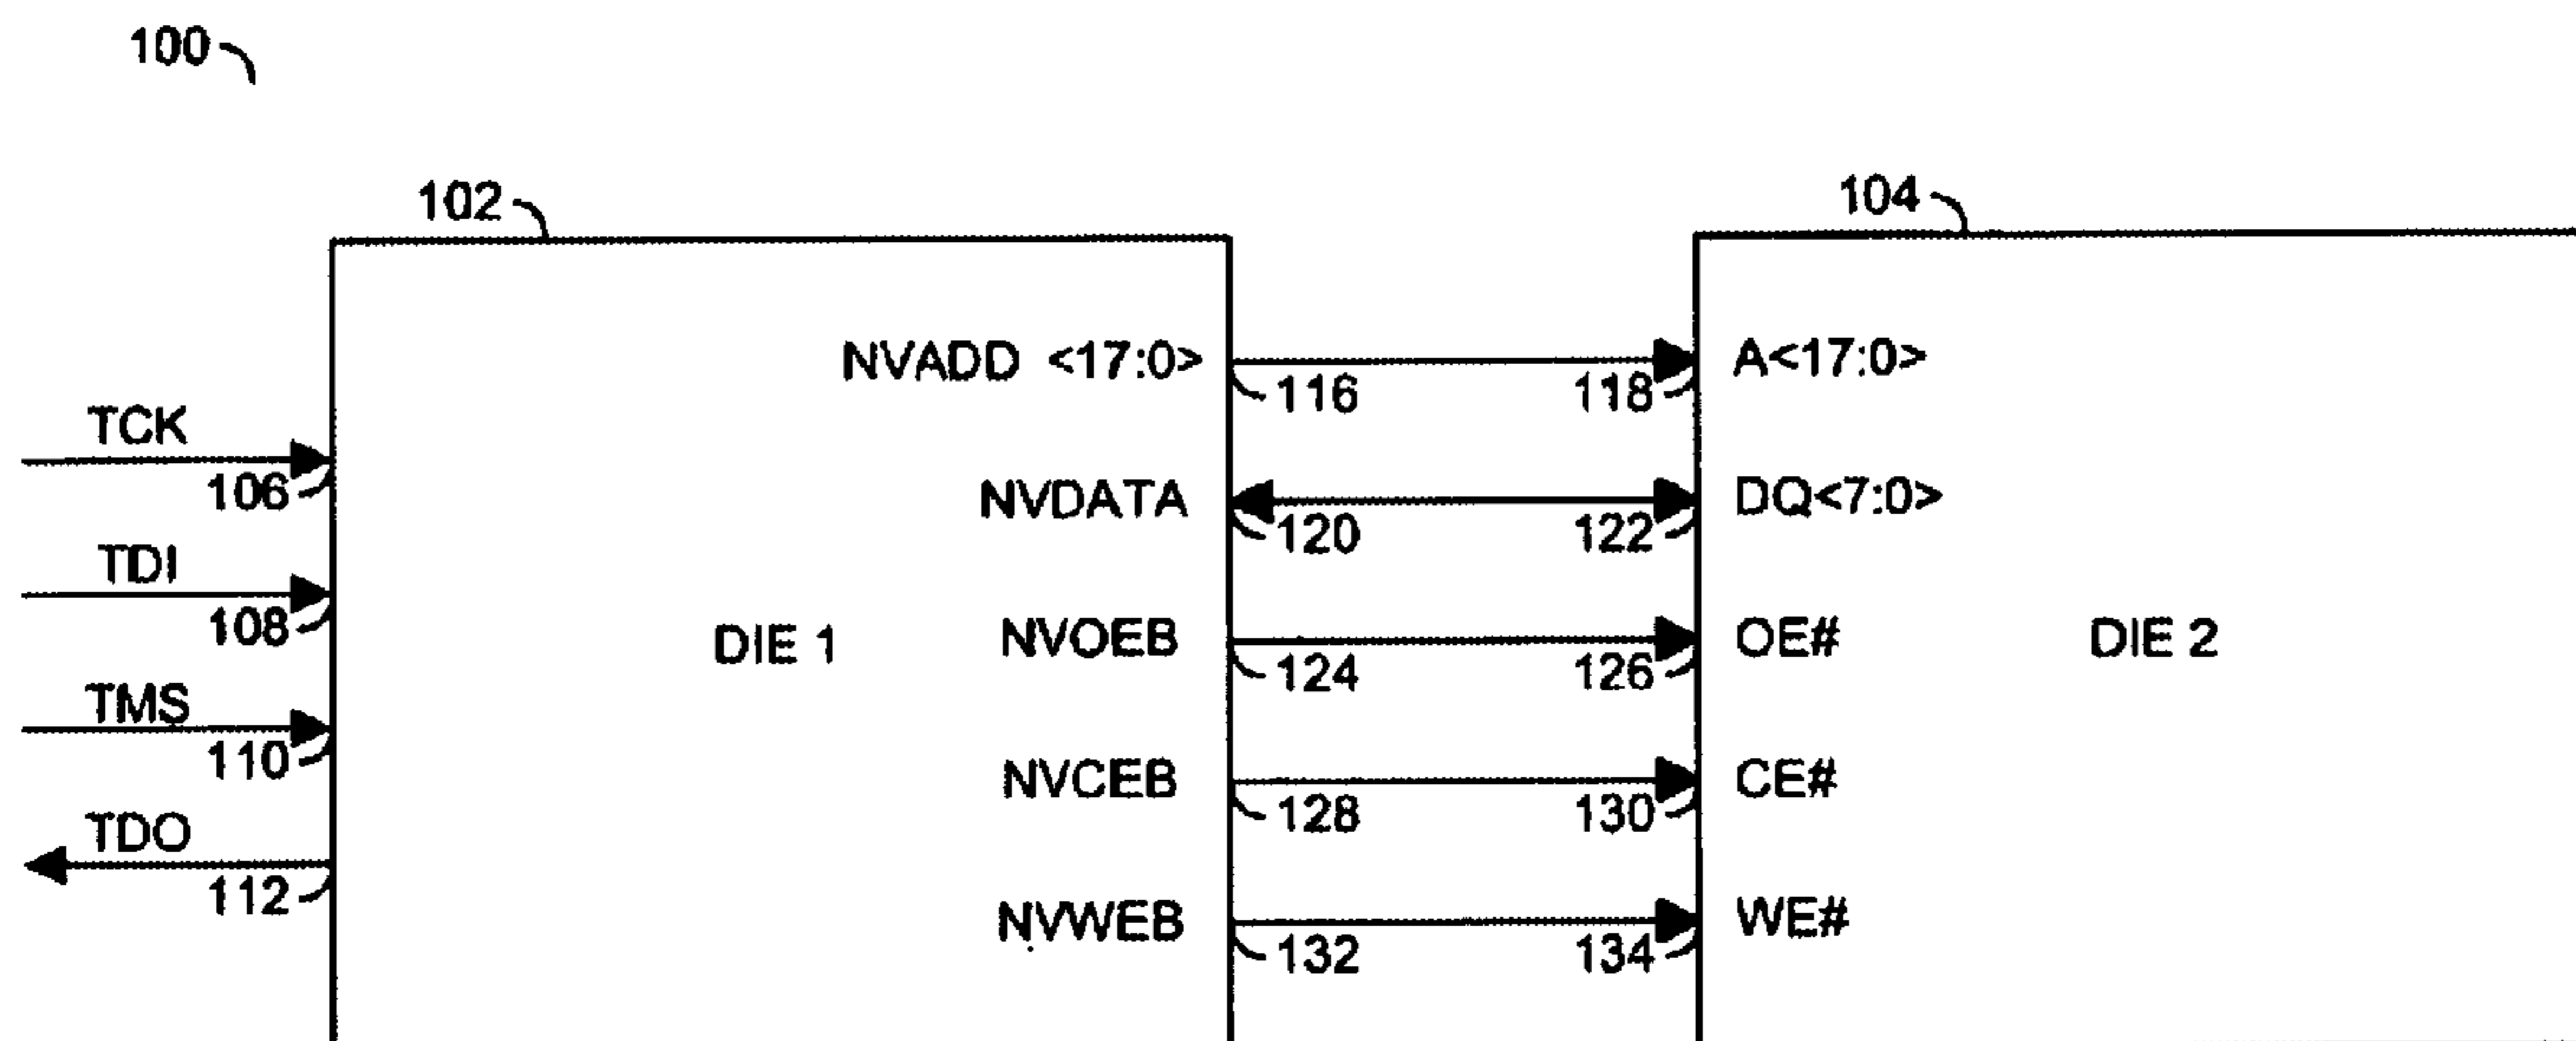 100
102
104
NVADD <17:0>
A<17:0>
116
118
TCK
106
NVDATA
DQ<7:0>
120
122
TDI
108
DIE 1
NVOEB
OE#
DIE 2
124
126
TMS
110
NVCEB
CE#
128
130
TDO
112
NVWEB
WE#
132
134